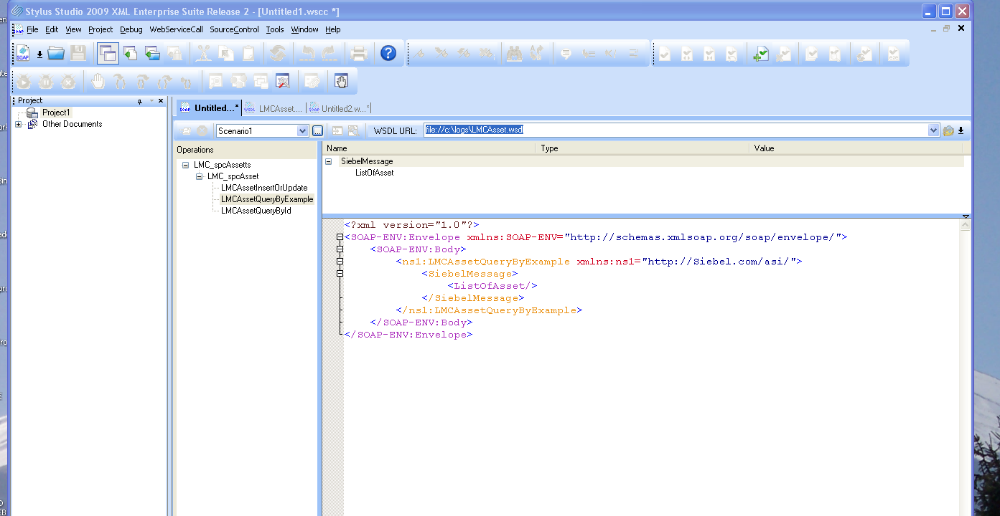 Stylus Studio 2009 XML Enterprise Suite Release 2 - [Untitled1.wscc *]
File Edit View Project Debug WebServiceCall SourceControl Tools Window Help
SOAP
Project
Project1
Other Documents
Untitled...* LMCAsset.... Untitled2.w...*
Scenario1 WSDL URL: file://c:\logs\LMCAsset.wsdl
Operations
LMC_spcAssetts
LMC_spcAsset
LMCAssetInsertOrUpdate
LMCAssetQueryByExample
LMCAssetQueryById
Name Type Value
SiebelMessage
ListOfAsset
<?xml version="1.0"?>
<SOAP-ENV:Envelope xmlns:SOAP-ENV="http://schemas.xmlsoap.org/soap/envelope/">
<SOAP-ENV:Body>
<ns1:LMCAssetQueryByExample xmlns:ns1="http://Siebel.com/asi/">
<SiebelMessage>
<ListOfAsset/>
</SiebelMessage>
</ns1:LMCAssetQueryByExample>
</SOAP-ENV:Body>
</SOAP-ENV:Envelope>